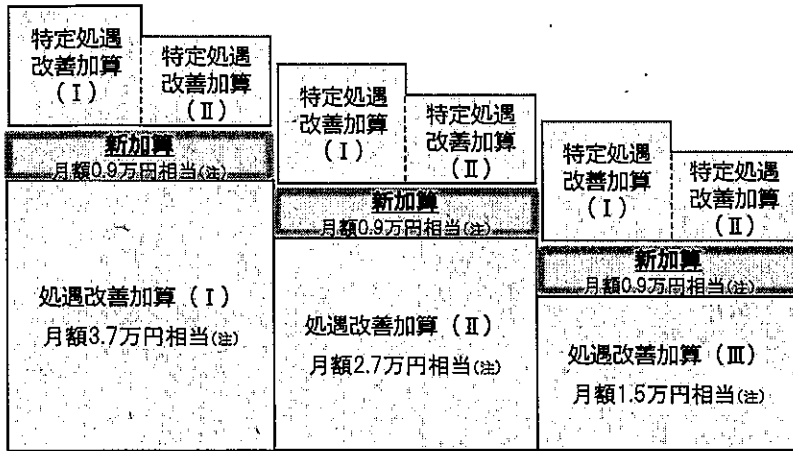 特定処遇
改善加算
(Ⅰ)
特定処遇
改善加算
(Ⅱ)
新加算
月額0.9万円相当(注)
処遇改善加算(Ⅰ)
月額3.7万円相当(注)
特定処遇
改善加算
(Ⅰ)
特定処遇
改善加算
(Ⅱ)
新加算
月額0.9万円相当(注)
処遇改善加算(Ⅱ)
月額2.7万円相当(注)
特定処遇
改善加算
(Ⅰ)
特定処遇
改善加算
(Ⅱ)
新加算
月額0.9万円相当(注)
処遇改善加算(Ⅲ)
月額1.5万円相当(注)